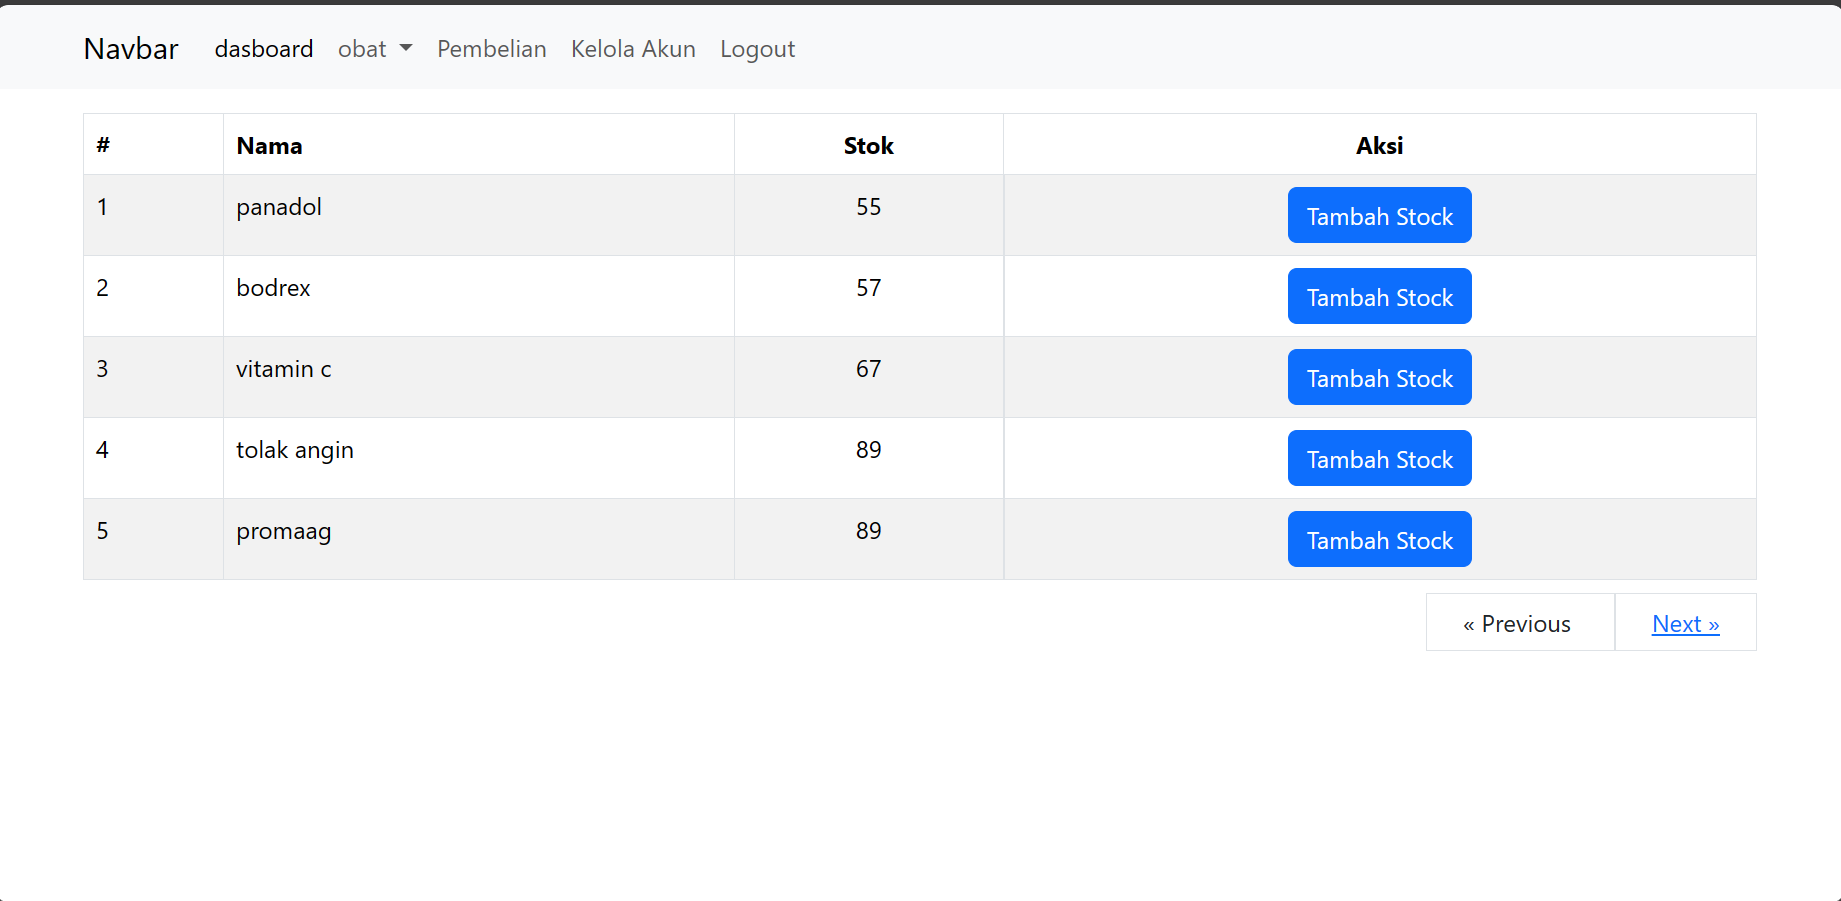 Navbar dasboard obat Pembelian Kelola Akun Logout
# Nama Stok Aksi
1 panadol 55 Tambah Stock
2 bodrex 57 Tambah Stock
3 vitamin c 67 Tambah Stock
4 tolak angin 89 Tambah Stock
5 promaag 89 Tambah Stock
« Previous Next »